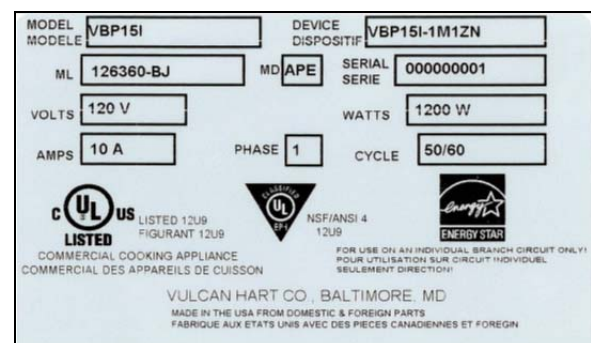 MODEL VBP15I DEVICE VBP15I-1M1ZN
MODELE DISPOSITIF
ML 126360-BJ MD APE SERIAL 000000001
SERIE
VOLTS 120 V WATTS 1200 W
AMPS 10 A PHASE 1 CYCLE 50/60
C UL US LISTED 12U9
LISTED FIGURANT 12U9
COMMERCIAL COOKING APPLIANCE
COMMERCIAL DES APPAREILS DE CUISSON
CLASSIFIED
UL
EPH
NSF/ANSI 4
12U9
energy
ENERGY STAR
FOR USE ON AN INDIVIDUAL BRANCH CIRCUIT ONLY!
POUR UTILISATION SUR CIRCUIT INDIVIDUEL
SEULEMENT DIRECTION!
VULCAN HART CO., BALTIMORE, MD
MADE IN THE USA FROM DOMESTIC & FOREIGN PARTS
FABRIQUE AUX ETATS UNIS AVEC DES PIECES CANADIENNES ET FOREGIN